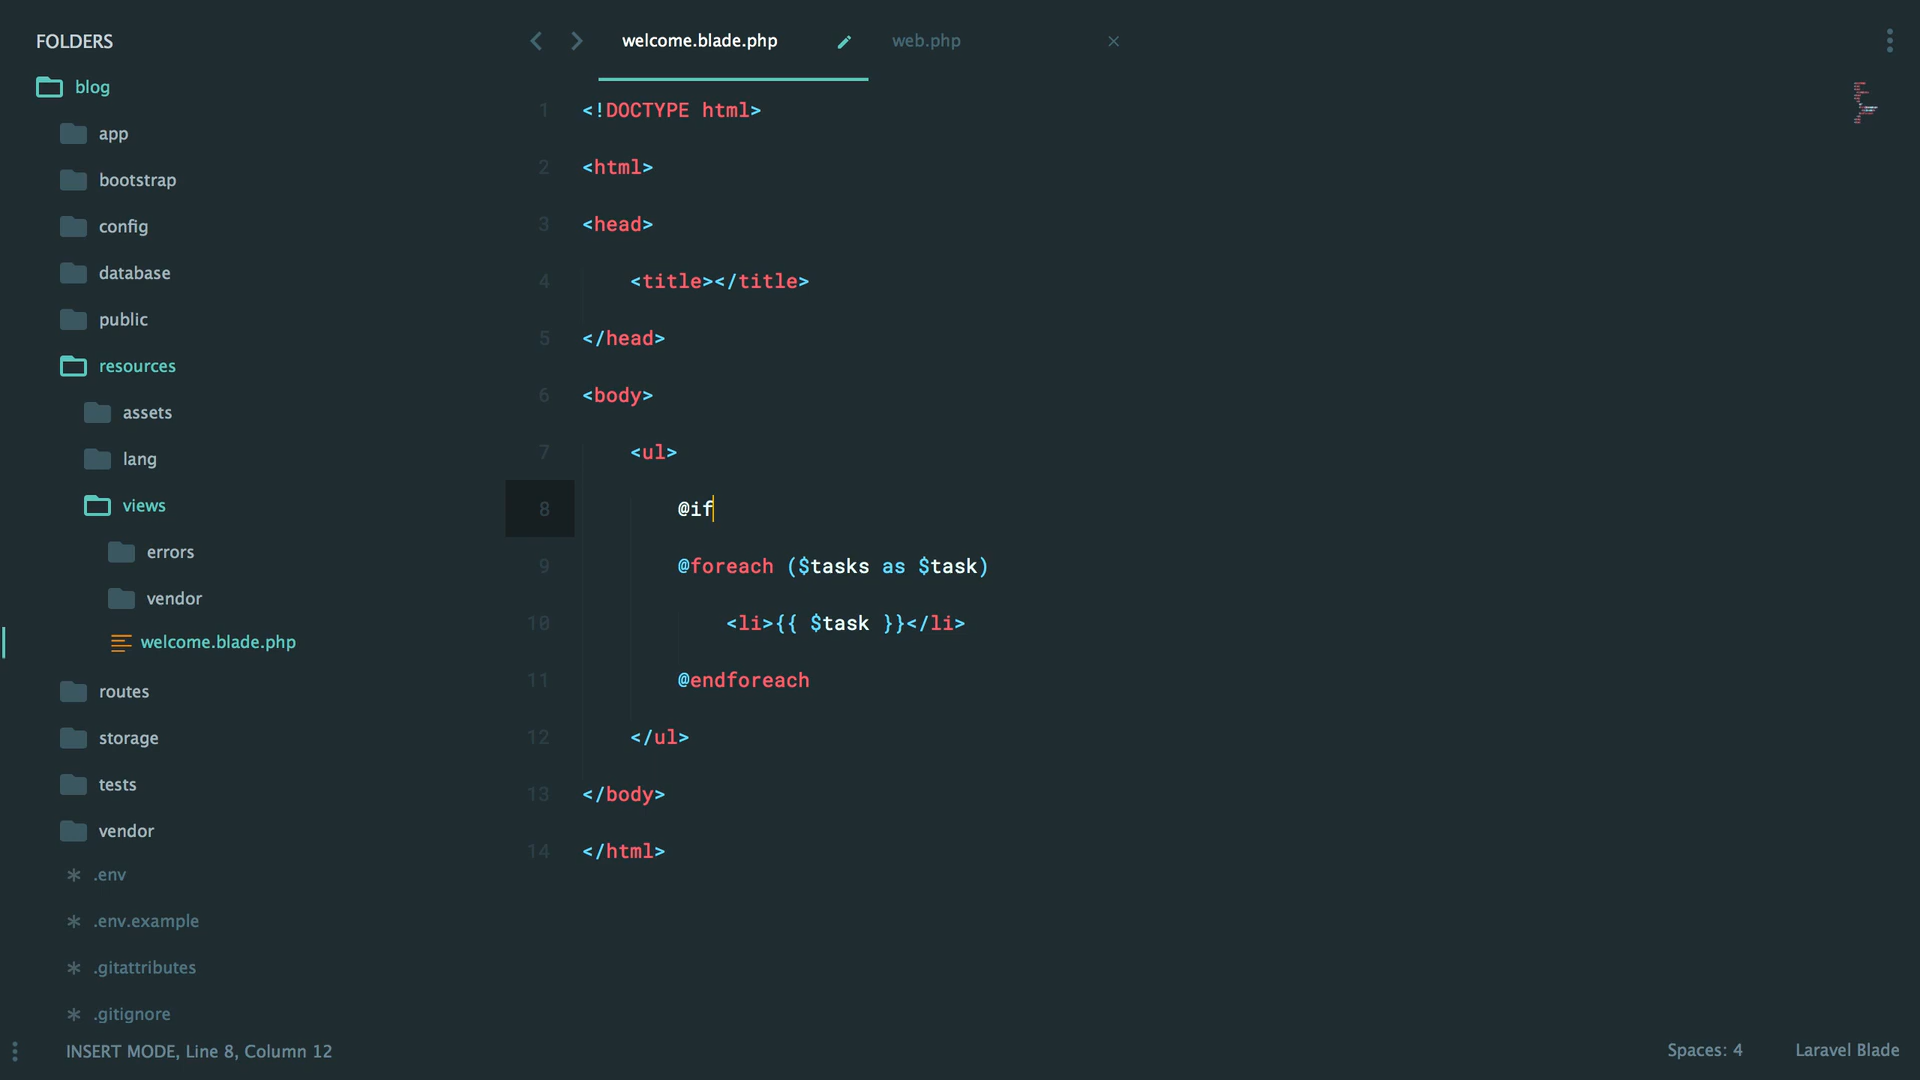 FOLDERS
blog
app
bootstrap
config
database
public
resources
assets
lang
views
errors
vendor
welcome.blade.php
routes
storage
tests
vendor
.env
.env.example
.gitattributes
.gitignore
welcome.blade.php
web.php
1 <!DOCTYPE html>
2 <html>
3 <head>
4     <title></title>
5 </head>
6 <body>
7     <ul>
8         @if
9         @foreach ($tasks as $task)
10             <li>{{ $task }}</li>
11         @endforeach
12     </ul>
13 </body>
14 </html>
INSERT MODE, Line 8, Column 12
Spaces: 4
Laravel Blade